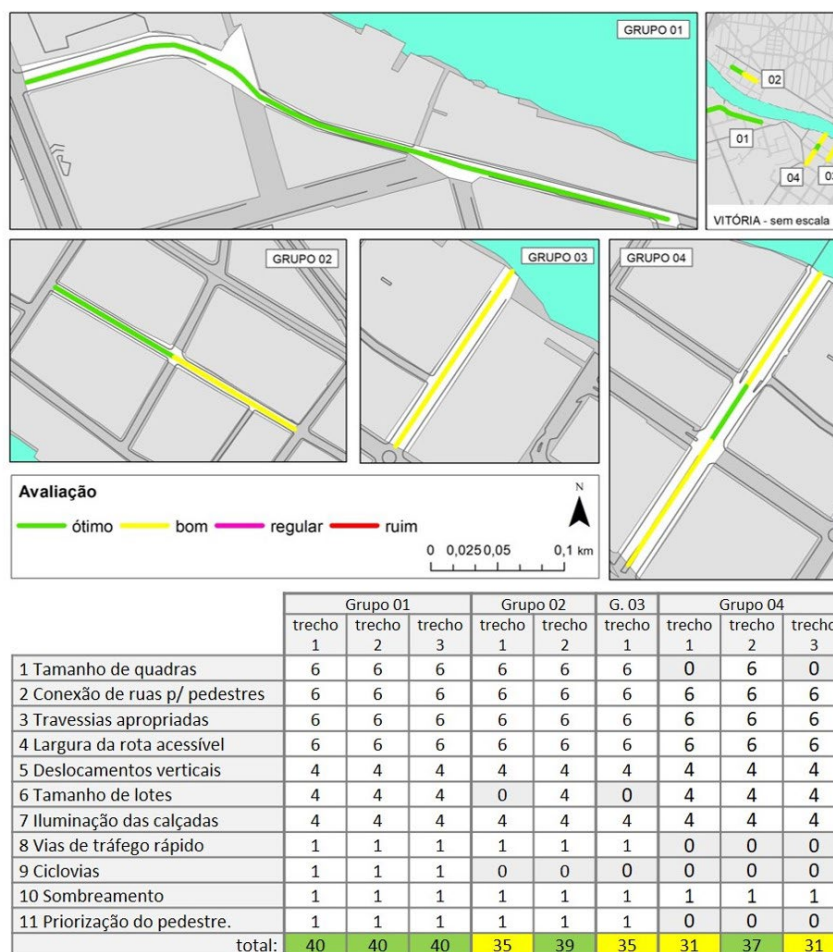 GRUPO 01
02
01
04
03
VITÓRIA - sem escala
GRUPO 02
GRUPO 03
GRUPO 04
Avaliação
ótimo bom regular ruim
N
0 0,025 0,05 0,1 km
Grupo 01 Grupo 02 G. 03 Grupo 04
trecho 1 trecho 2 trecho 3 trecho 1 trecho 2 trecho 1 trecho 1 trecho 2 trecho 3
1 Tamanho de quadras 6 6 6 6 6 6 0 6 0
2 Conexão de ruas p/ pedestres 6 6 6 6 6 6 6 6 6
3 Travessias apropriadas 6 6 6 6 6 6 6 6 6
4 Largura da rota acessível 6 6 6 6 6 6 6 6 6
5 Deslocamentos verticais 4 4 4 4 4 4 4 4 4
6 Tamanho de lotes 4 4 4 0 4 0 4 4 4
7 Iluminação das calçadas 4 4 4 4 4 4 4 4 4
8 Vias de tráfego rápido 1 1 1 1 1 1 0 0 0
9 Ciclovias 1 1 1 0 0 0 0 0 0
10 Sombreamento 1 1 1 1 1 1 1 1 1
11 Priorização do pedestre. 1 1 1 1 1 1 0 0 0
total: 40 40 40 35 39 35 31 37 31